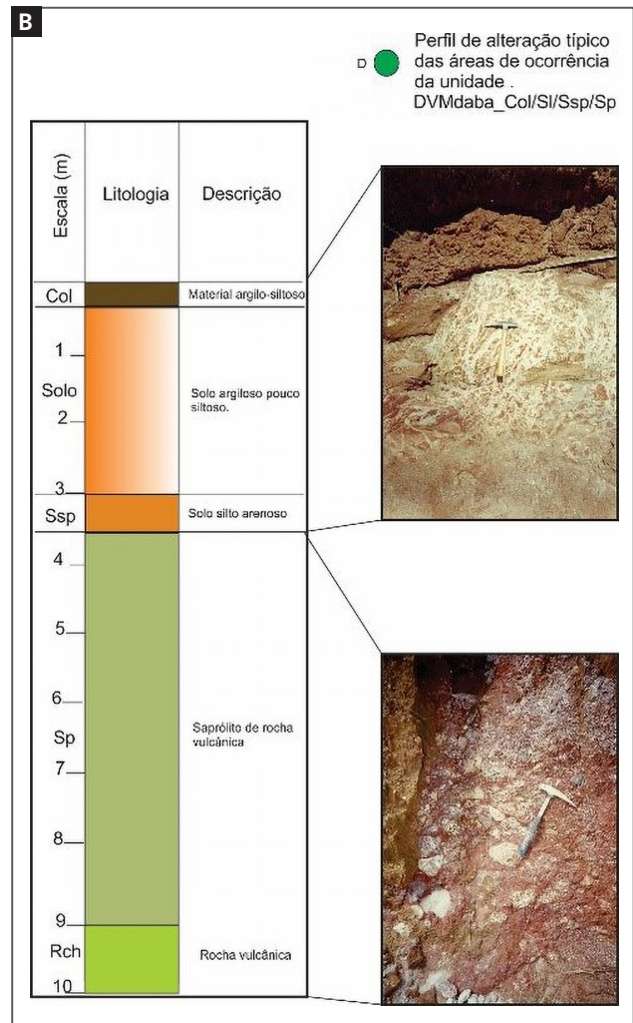 B
D
Perfil de alteração típico
das áreas de ocorrência
da unidade .
DVMdaba_Col/Sl/Ssp/Sp
Escala (m)
Litologia
Descrição
Col
Material argilo-siltoso
1
Solo
2
3
Solo argiloso pouco
siltoso.
Ssp
Solo silto arenoso
4
5
6
Sp
7
8
9
Saprólito de rocha
vulcânica
Rch
10
Rocha vulcânica